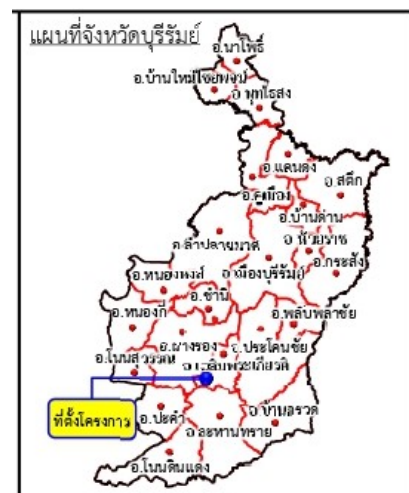 แผนที่จังหวัดบุรีรัมย์
อ.นาโพธิ์
อ.บ้านใหม่ไชยพจน์
อ.พุทไธสง
อ.แคนดง
อ.สตึก
อ.คูเมือง
อ.บ้านด่าน
อ.ลำปลายมาศ
อ.ห้วยราช
อ.กระสัง
อ.เมืองบุรีรัมย์
อ.หนองหงส์
อ.ชำนิ
อ.หนองกี่
อ.พลับพลาชัย
อ.นางรอง
อ.ประโคนชัย
อ.โนนสุวรรณ
อ.เฉลิมพระเกียรติ
ที่ตั้งโครงการ
อ.ปะคำ
อ.บ้านกรวด
อ.ละหานทราย
อ.โนนดินแดง